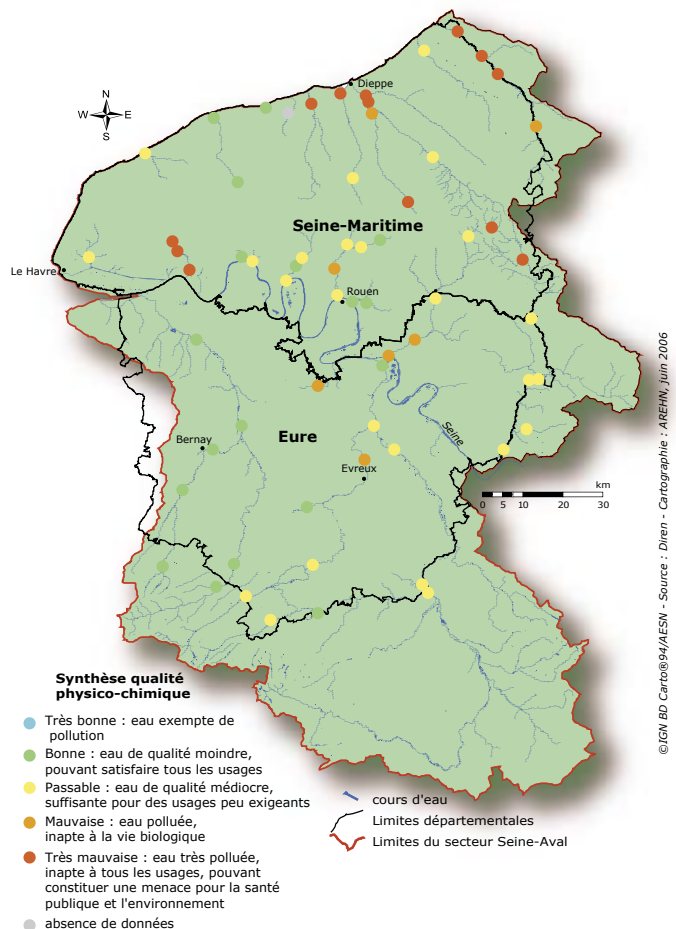 N
W E
S
Dieppe
Seine-Maritime
Le Havre
Rouen
Bernay
Eure
Seine
Evreux
km
0 5 10 20 30
©IGN BD Carto®94/AESN - Source : Diren - Cartographie : AREHN, juin 2006
Synthèse qualité
physico-chimique
Très bonne : eau exempte de
pollution
Bonne : eau de qualité moindre,
pouvant satisfaire tous les usages
Passable : eau de qualité médiocre,
suffisante pour des usages peu exigeants
Mauvaise : eau polluée,
inapte à la vie biologique
Très mauvaise : eau très polluée,
inapte à tous les usages, pouvant
constituer une menace pour la santé
publique et l'environnement
absence de données
cours d'eau
Limites départementales
Limites du secteur Seine-Aval